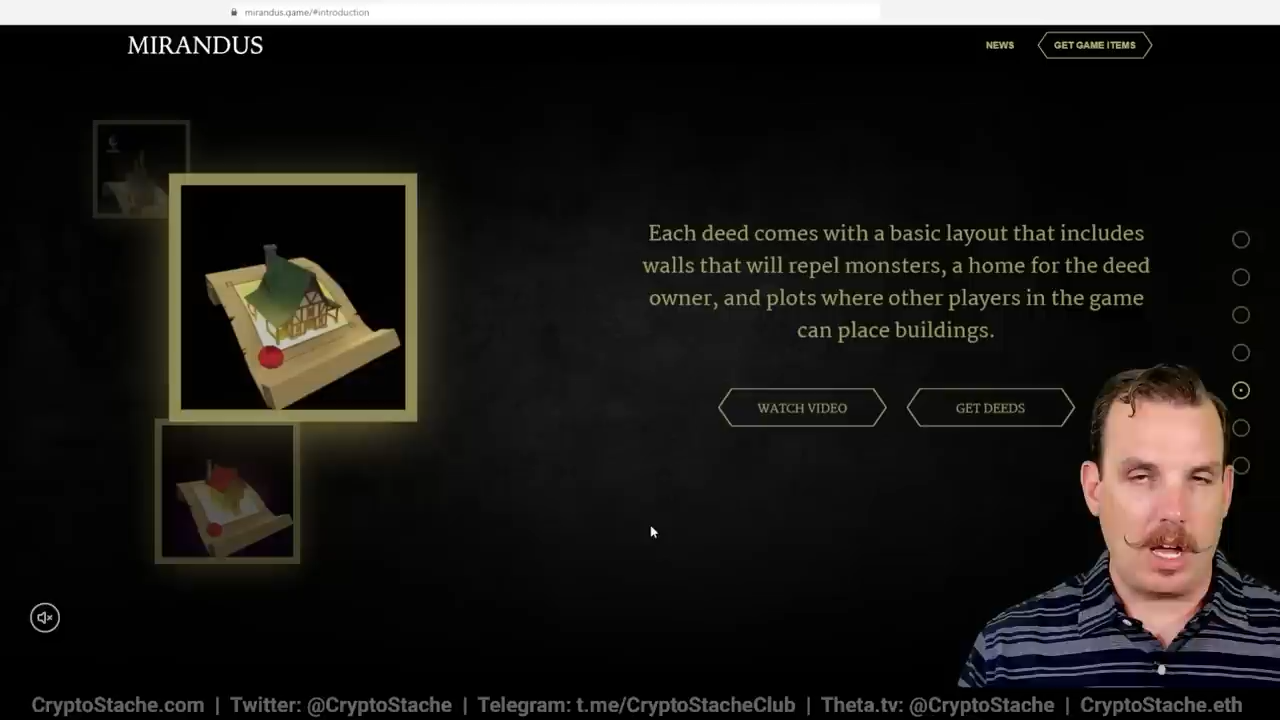 mirandus.game/#introduction
MIRANDUS
NEWS
GET GAME ITEMS
Each deed comes with a basic layout that includes
walls that will repel monsters, a home for the deed
owner, and plots where other players in the game
can place buildings.
WATCH VIDEO
GET DEEDS
CryptoStache.com | Twitter: @CryptoStache | Telegram: t.me/CryptoStacheClub | Theta.tv: @CryptoStache | CryptoStache.eth